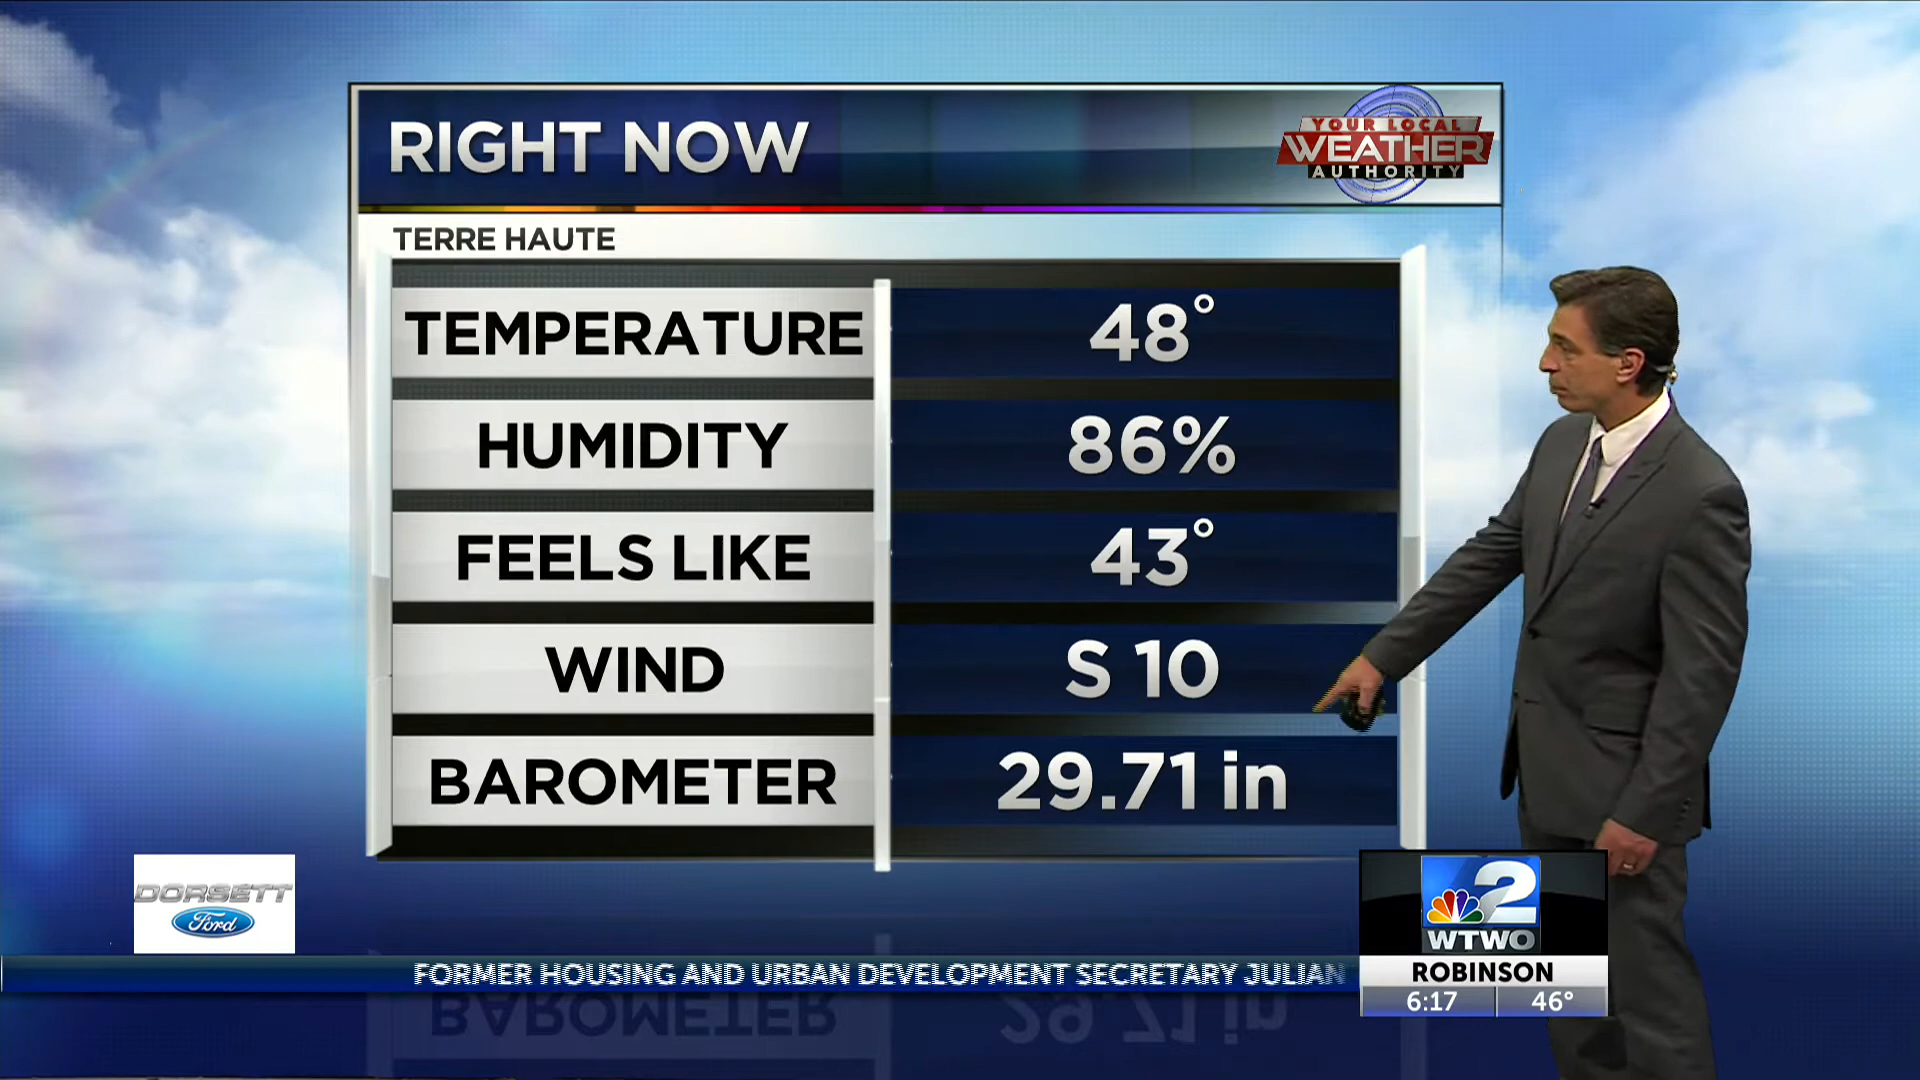 RIGHT NOW
YOUR LOCAL
WEATHER
AUTHORITY
TERRE HAUTE
TEMPERATURE 48°
HUMIDITY 86%
FEELS LIKE 43°
WIND S 10
BAROMETER 29.71 in
DORSETT
Ford
2
WTWO
FORMER HOUSING AND URBAN DEVELOPMENT SECRETARY JULIAN
ROBINSON
6:17 46°